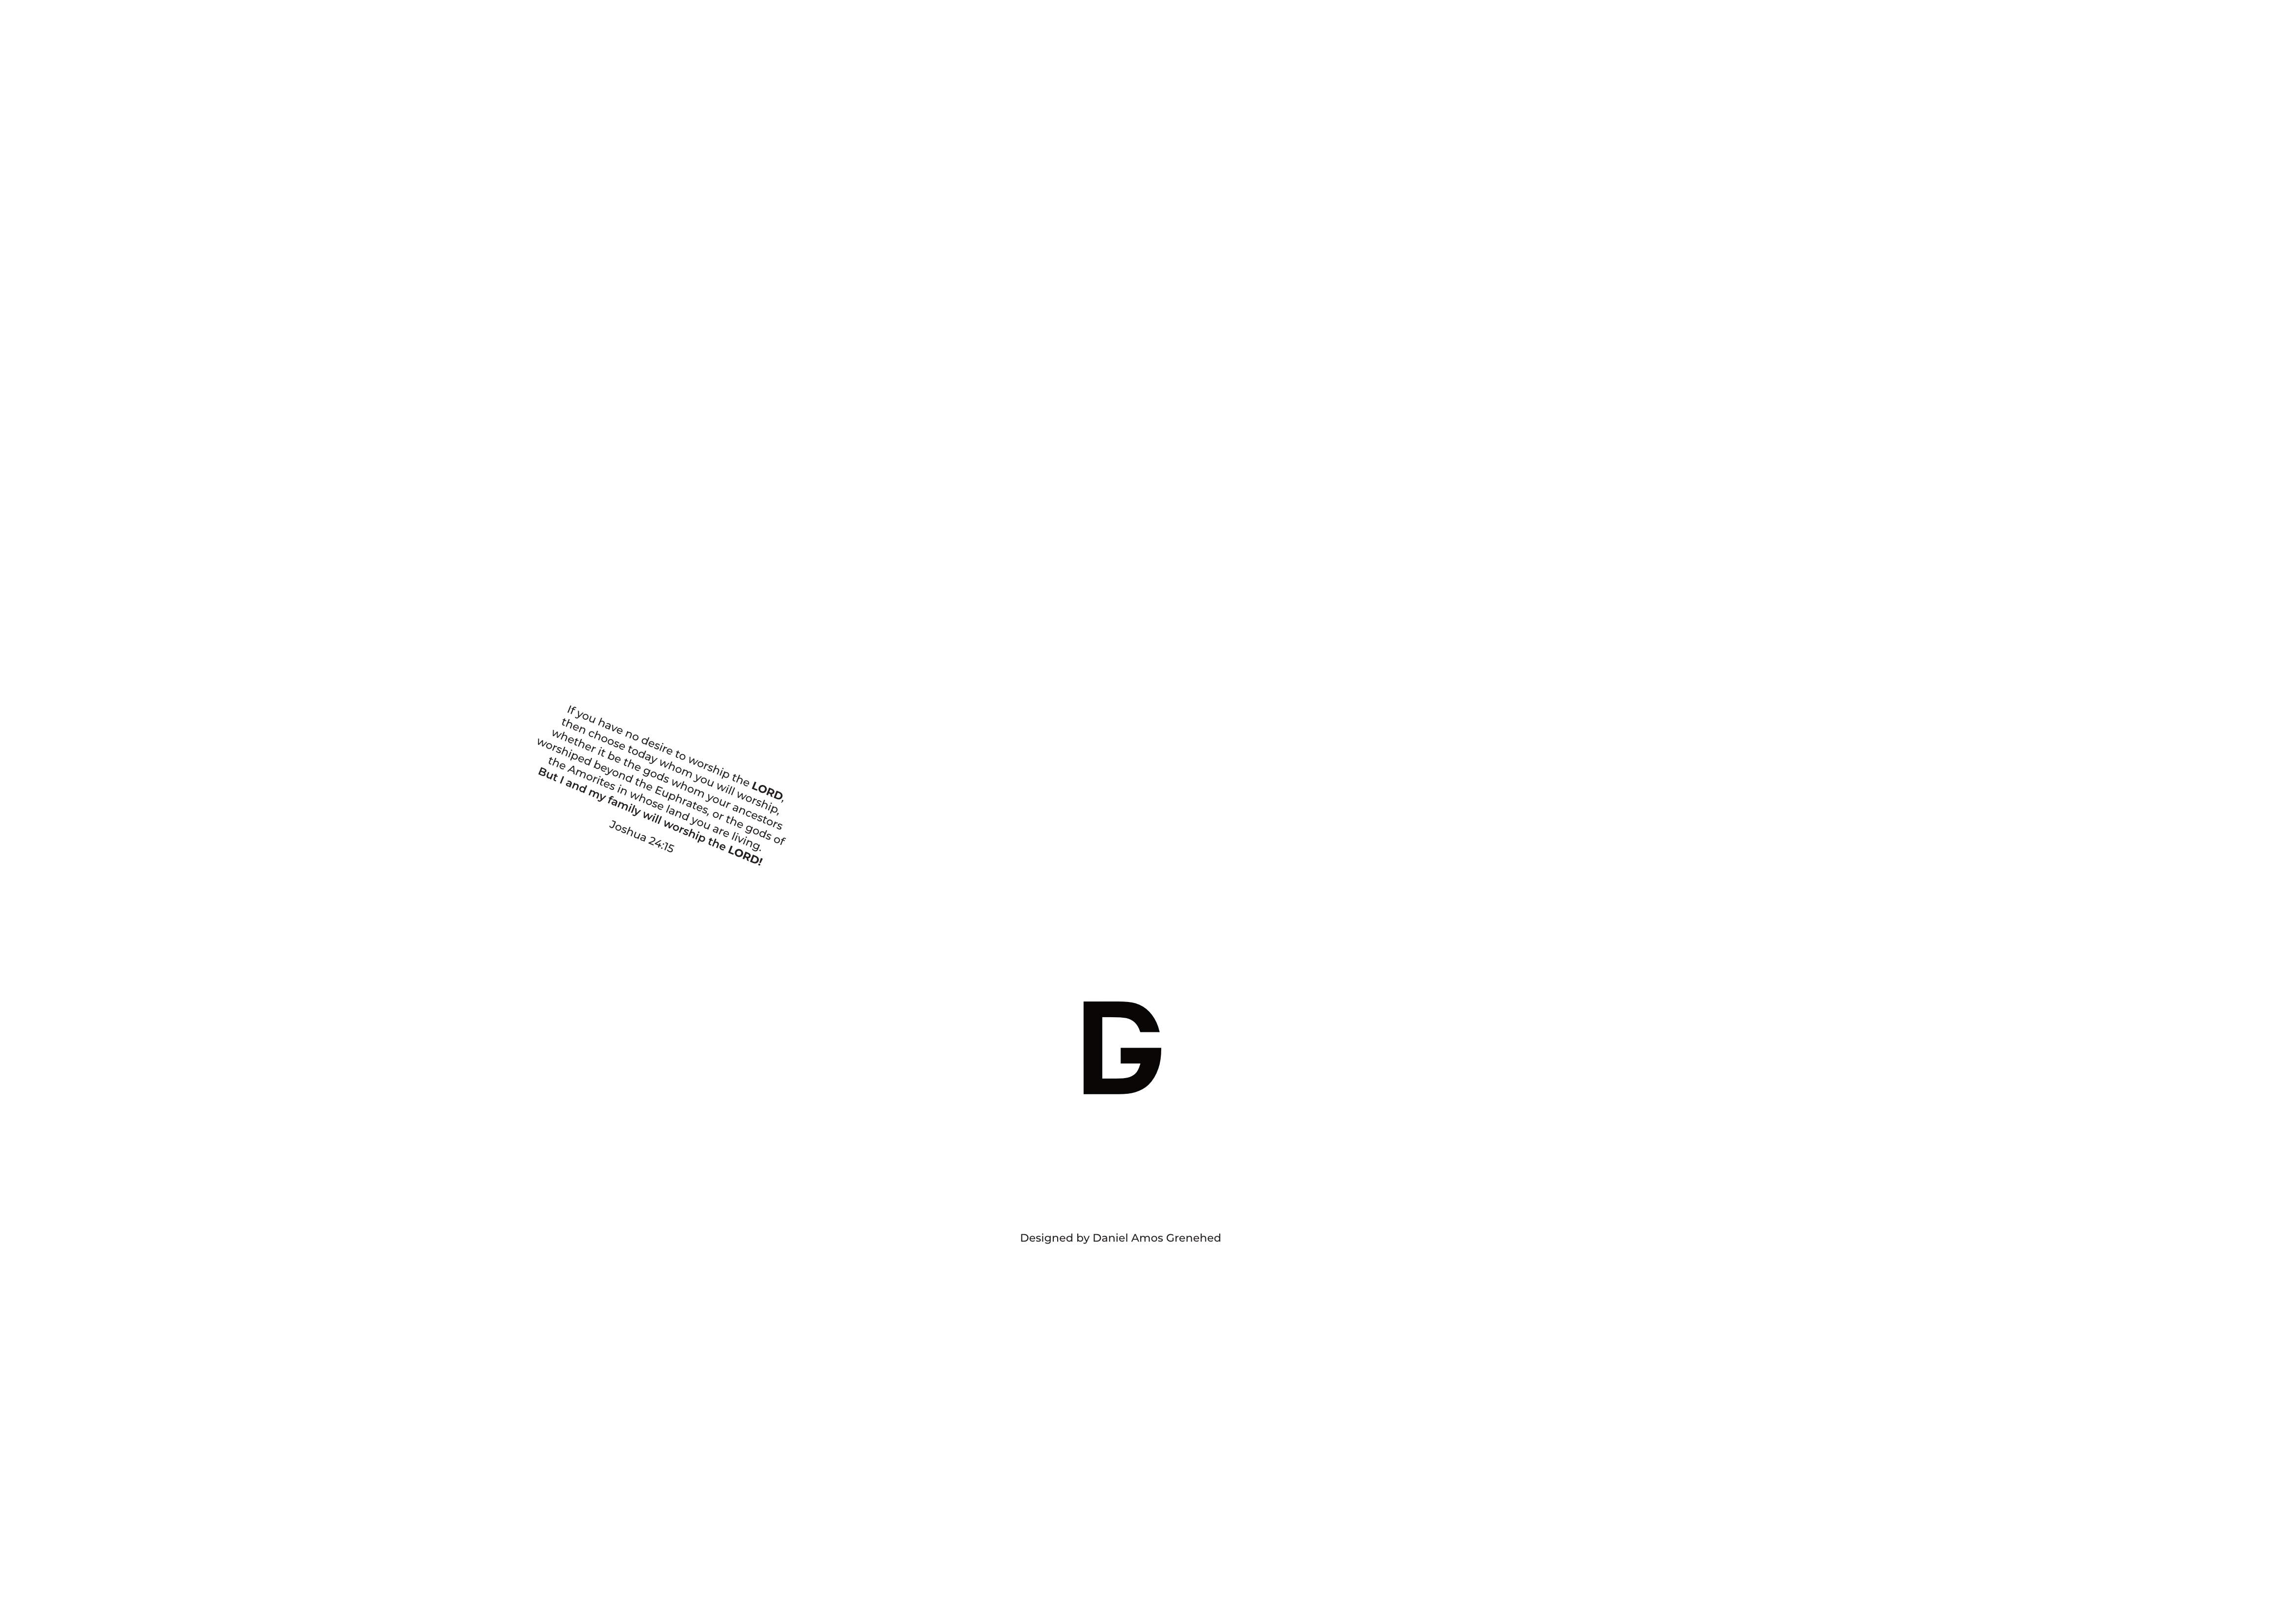 If you have no desire to worship the LORD,
then choose today whom you will worship,
whether it be the gods whom your ancestors
worshiped beyond the Euphrates, or the gods of
the Amorites in whose land you are living.
But I and my family will worship the LORD!
Joshua 24:15
DG
Designed by Daniel Amos Grenehed